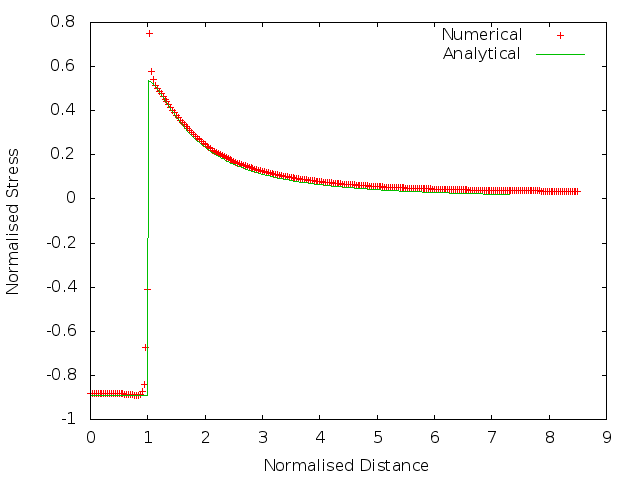 0.8
Numerical
Analytical
0.6
0.4
0.2
0
-0.2
-0.4
-0.6
-0.8
-1
Normalised Stress
0 1 2 3 4 5 6 7 8 9
Normalised Distance